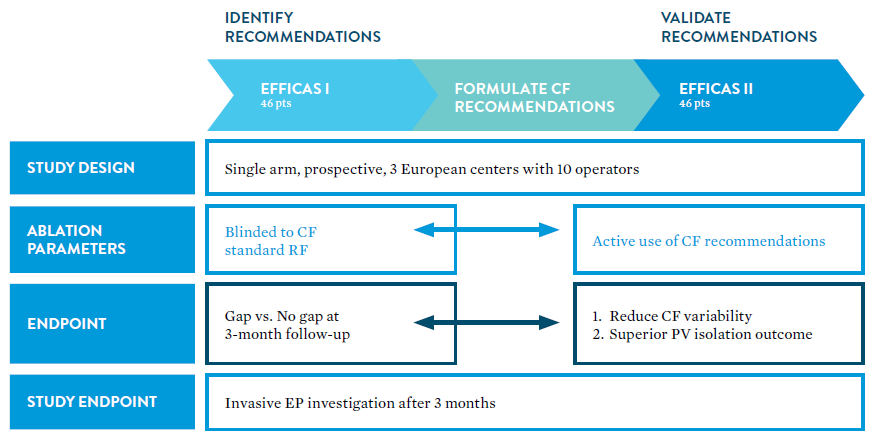 IDENTIFY
RECOMMENDATIONS
VALIDATE
RECOMMENDATIONS
EFFICAS I
46 pts
FORMULATE CF
RECOMMENDATIONS
EFFICAS II
46 pts
STUDY DESIGN
Single arm, prospective, 3 European centers with 10 operators
ABLATION
PARAMETERS
Blinded to CF
standard RF
Active use of CF recommendations
ENDPOINT
Gap vs. No gap at
3-month follow-up
1. Reduce CF variability
2. Superior PV isolation outcome
STUDY ENDPOINT
Invasive EP investigation after 3 months